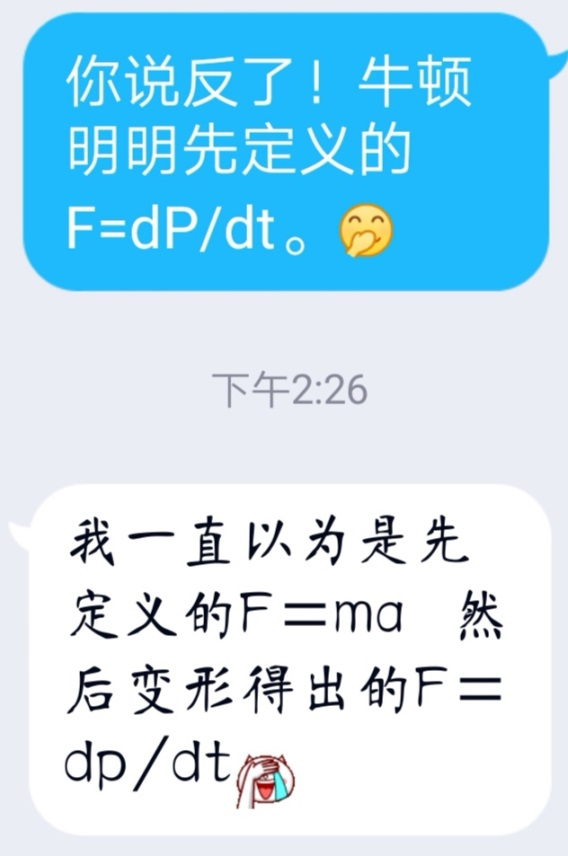 你说反了！牛顿
明明先定义的
F=dP/dt。🤭
下午2:26
我一直以为是先
定义的F=ma 然
后变形得出的F=
dp/dt